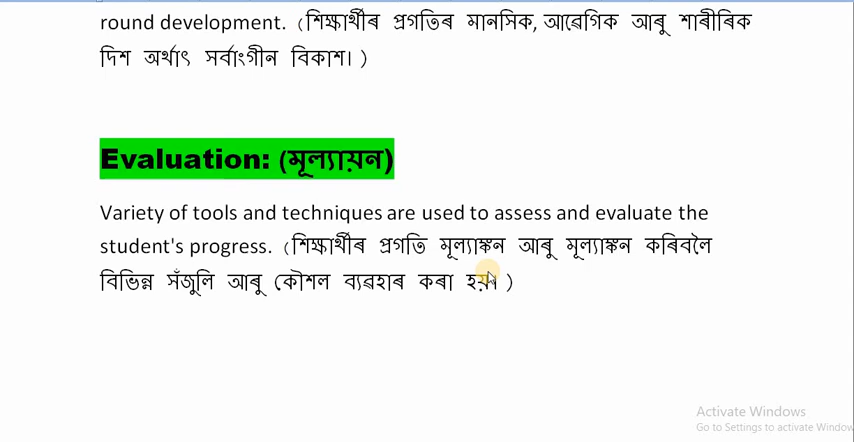 round development. (শিক্ষাৰ্থীৰ প্ৰগতিৰ মানসিক, আৱেগিক আৰু শাৰীৰিক
দিশ অৰ্থাৎ সৰ্বাংগীন বিকাশ। )
Evaluation: (মূল্যায়ন)
Variety of tools and techniques are used to assess and evaluate the
student's progress. (শিক্ষাৰ্থীৰ প্ৰগতি মূল্যাঙ্কন আৰু মূল্যাঙ্কন কৰিবলৈ
বিভিন্ন সঁজুলি আৰু কৌশল ব্যৱহাৰ কৰা হয়। )
Activate Windows
Go to Settings to activate Window